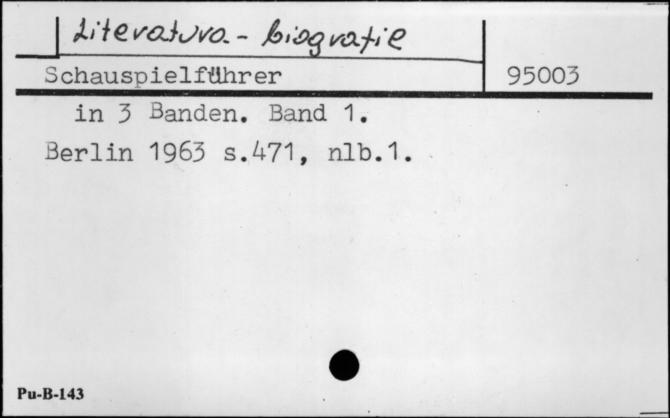 Literatura - biografie
Schauspielführer 95003
in 3 Banden. Band 1.
Berlin 1963 s.471, nlb.1.
Pu-B-143